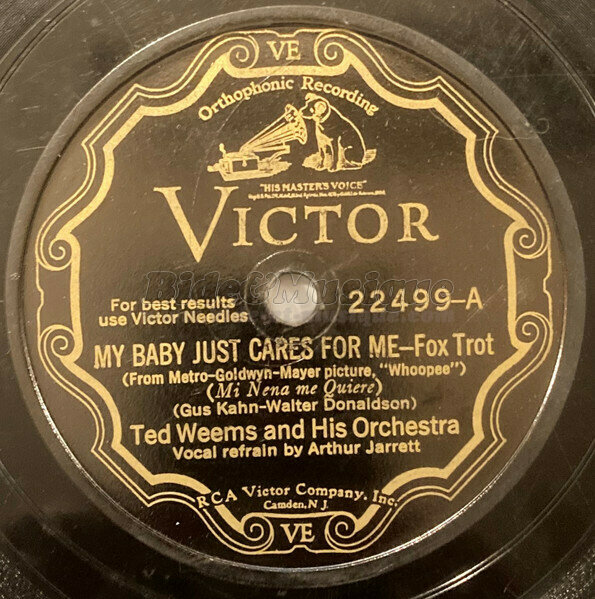 VE
Orthophonic Recording
"HIS MASTER'S VOICE"
VICTOR
Bide&Musique
For best results
use Victor Needles
22499-A
MY BABY JUST CARES FOR ME—Fox Trot
(From Metro-Goldwyn-Mayer picture, "Whoopee")
(Mi Nena me Quiere)
(Gus Kahn-Walter Donaldson)
Ted Weems and His Orchestra
Vocal refrain by Arthur Jarrett
RCA Victor Company, Inc.
Camden, N J.
VE